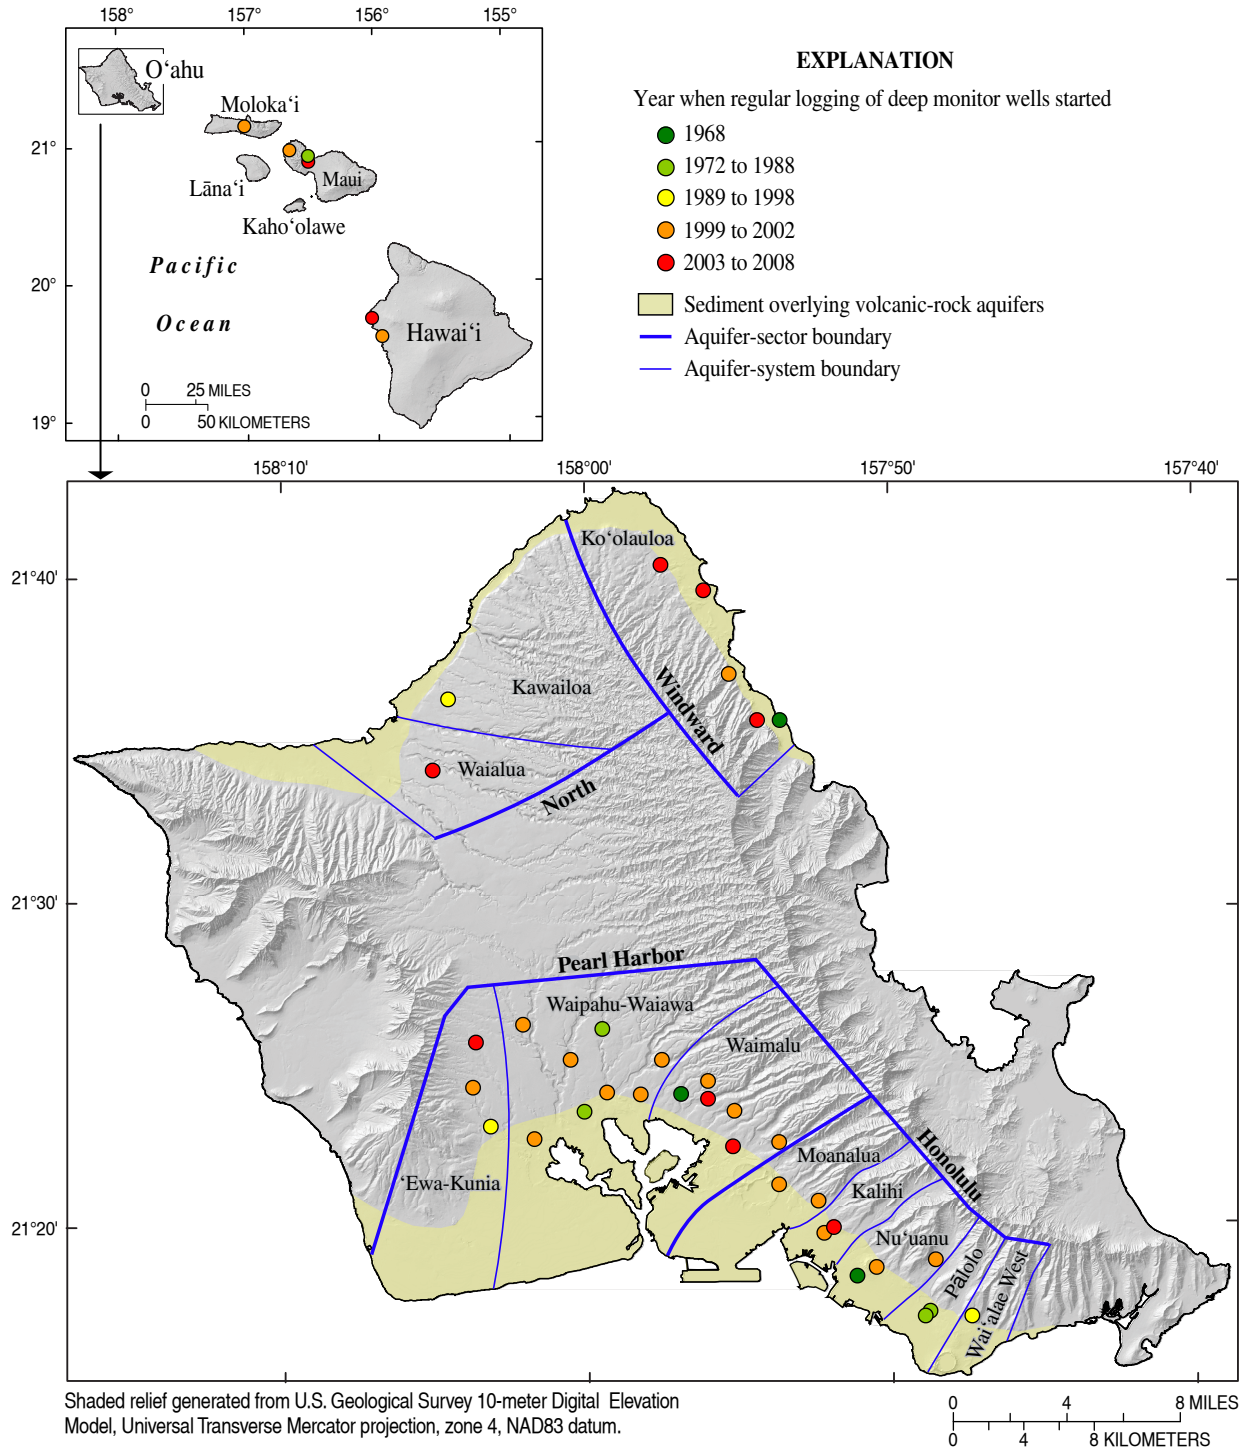 158°
157°
156°
155°
O‘ahu
Moloka‘i
21°
Lāna‘i
Maui
Kaho‘olawe
Pacific
Ocean
20°
Hawai‘i
0 25 MILES
0 50 KILOMETERS
19°
EXPLANATION
Year when regular logging of deep monitor wells started
1968
1972 to 1988
1989 to 1998
1999 to 2002
2003 to 2008
Sediment overlying volcanic-rock aquifers
Aquifer-sector boundary
Aquifer-system boundary
158°10'
158°00'
157°50'
157°40'
Ko‘olauloa
21°40'
Kawailoa
Windward
Waialua
North
21°30'
Pearl Harbor
Waipahu-Waiawa
Waimalu
Moanalua
Honolulu
‘Ewa-Kunia
Kalihi
21°20'
Nu‘uanu
Pālolo
Wai‘alae West
Shaded relief generated from U.S. Geological Survey 10-meter Digital Elevation
Model, Universal Transverse Mercator projection, zone 4, NAD83 datum.
0 4 8 MILES
0 4 8 KILOMETERS